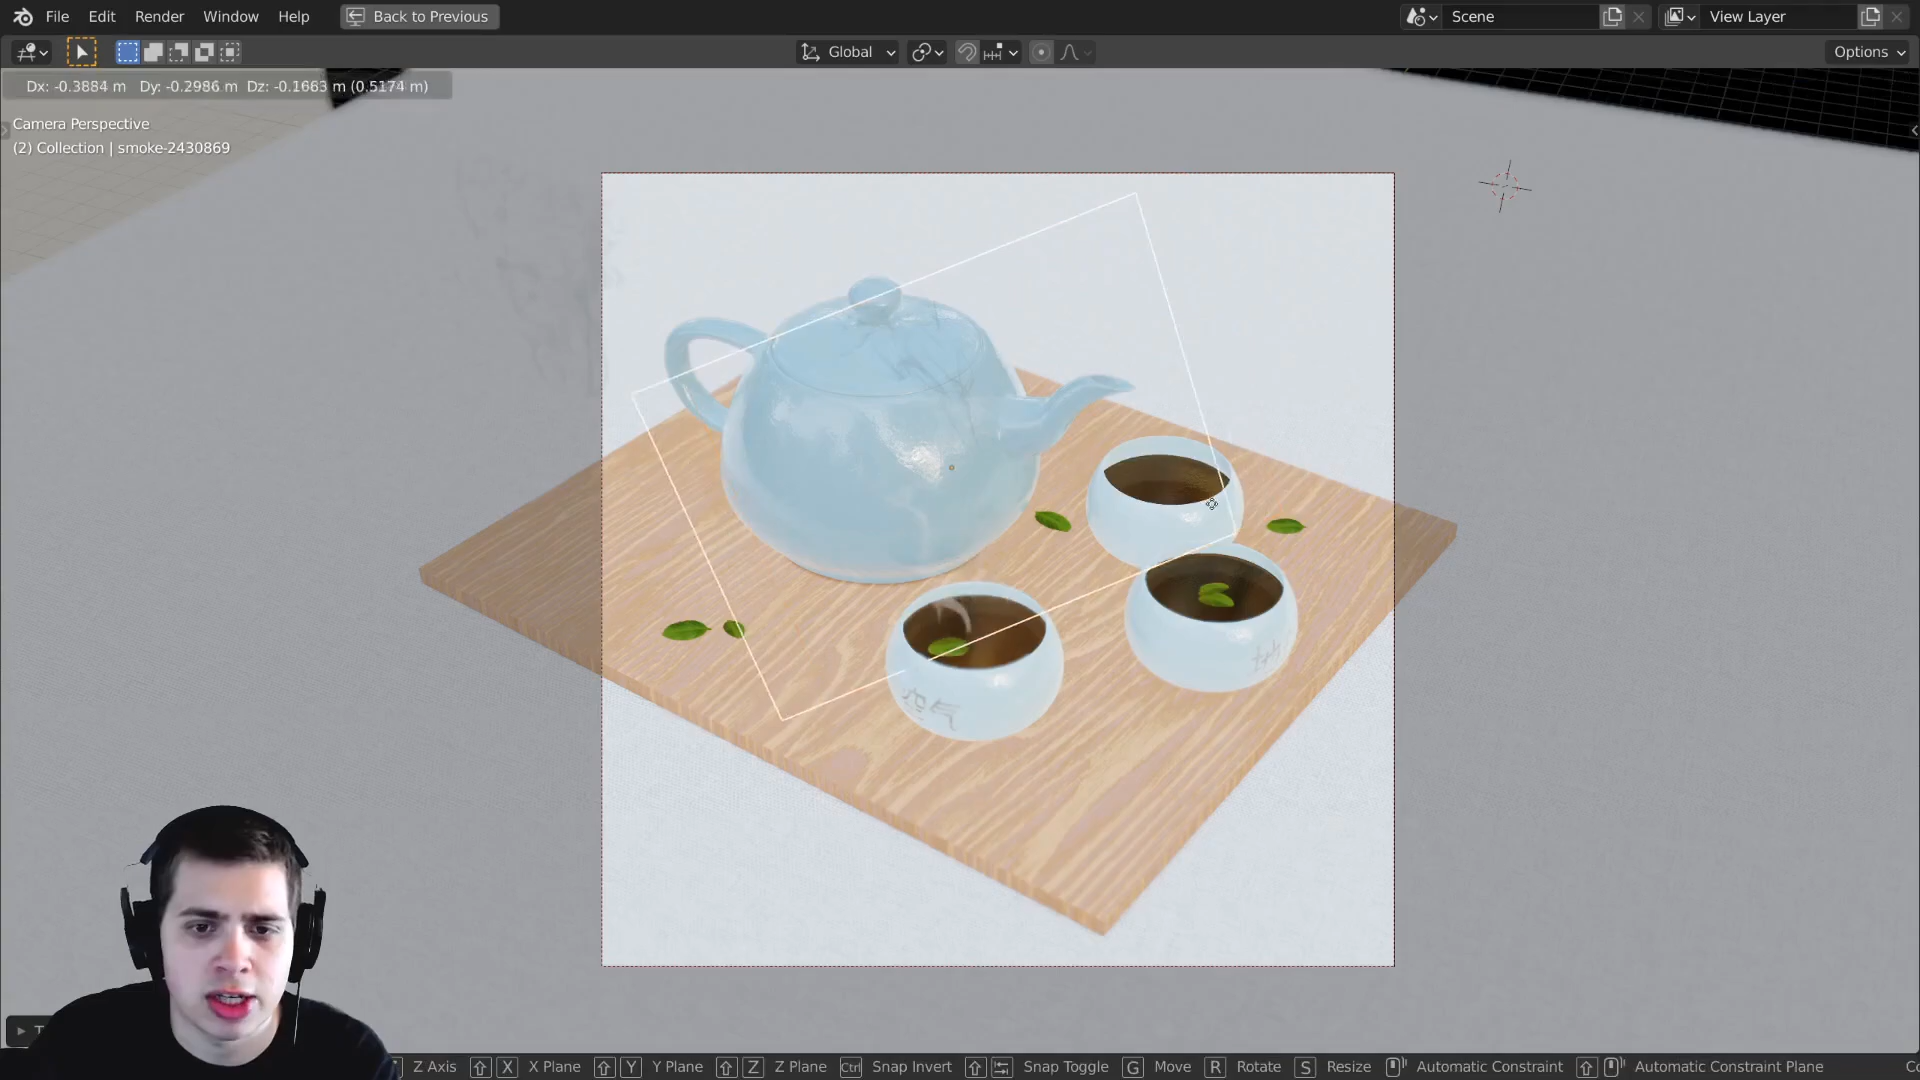 File Edit Render Window Help Back to Previous Scene View Layer
Global Options
Dx: -0.3884 m Dy: -0.2986 m Dz: -0.1663 m (0.5174 m)
Camera Perspective
(2) Collection | smoke-2430869
Z Axis X X Plane Y Y Plane Z Z Plane Ctrl Snap Invert Snap Toggle G Move R Rotate S Resize Automatic Constraint Automatic Constraint Plane